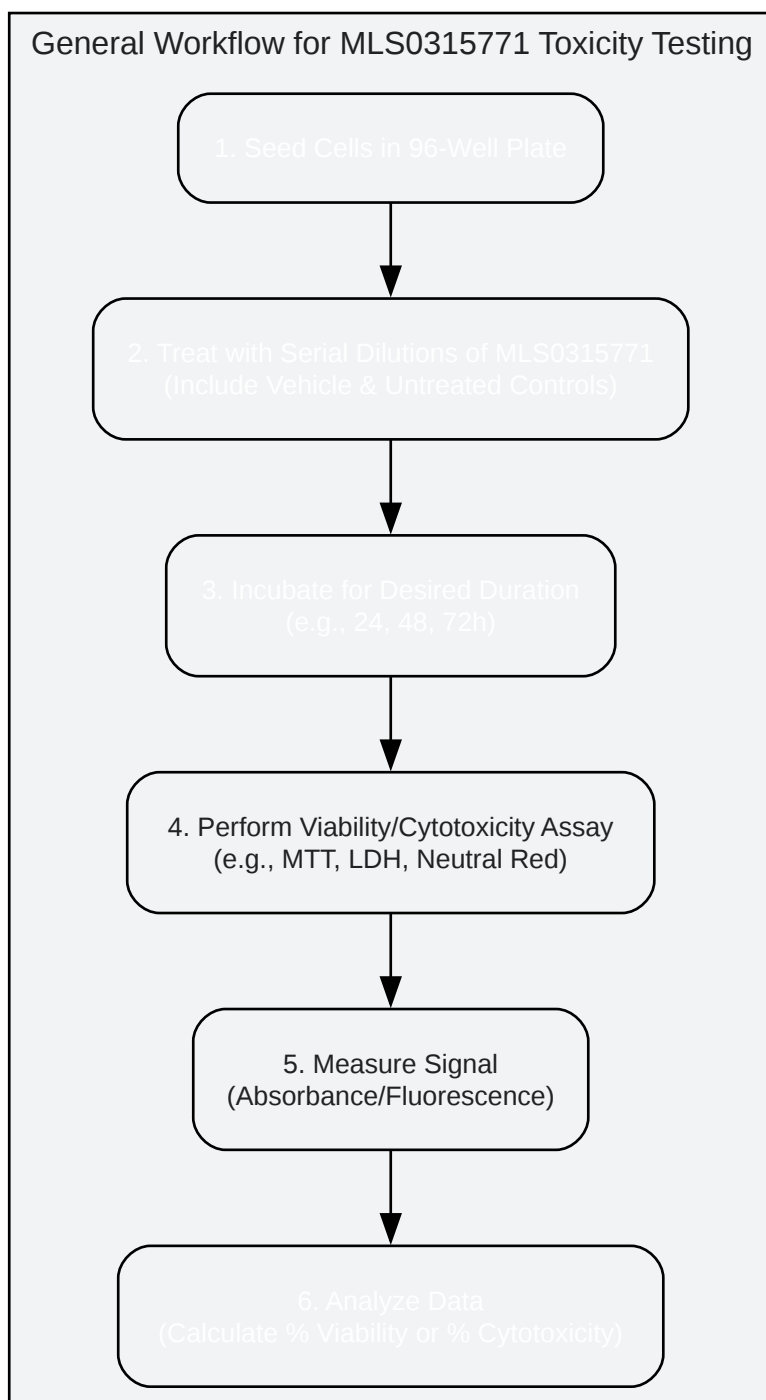 General Workflow for MLS0315771 Toxicity Testing
1. Seed Cells in 96-Well Plate
2. Treat with Serial Dilutions of MLS0315771
(Include Vehicle & Untreated Controls)
3. Incubate for Desired Duration
(e.g., 24, 48, 72h)
4. Perform Viability/Cytotoxicity Assay
(e.g., MTT, LDH, Neutral Red)
5. Measure Signal
(Absorbance/Fluorescence)
6. Analyze Data
(Calculate % Viability or % Cytotoxicity)